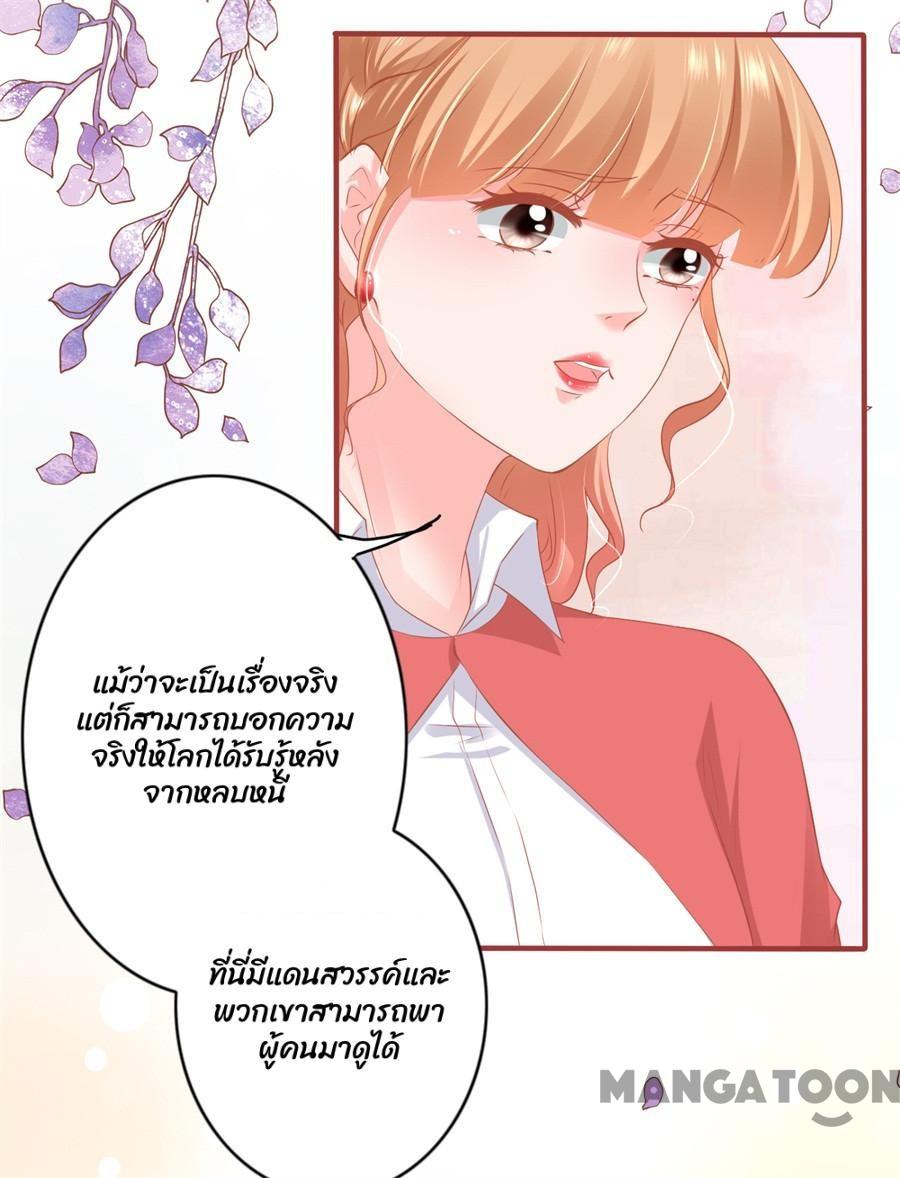 แม้ว่าจะเป็นเรื่องจริง
แต่ก็สามารถบอกความ
จริงให้โลกได้รับรู้หลัง
จากหลบหนี
ที่นี่มีแดนสวรรค์และ
พวกเขาสามารถพา
ผู้คนมาดูได้
MANGATOON